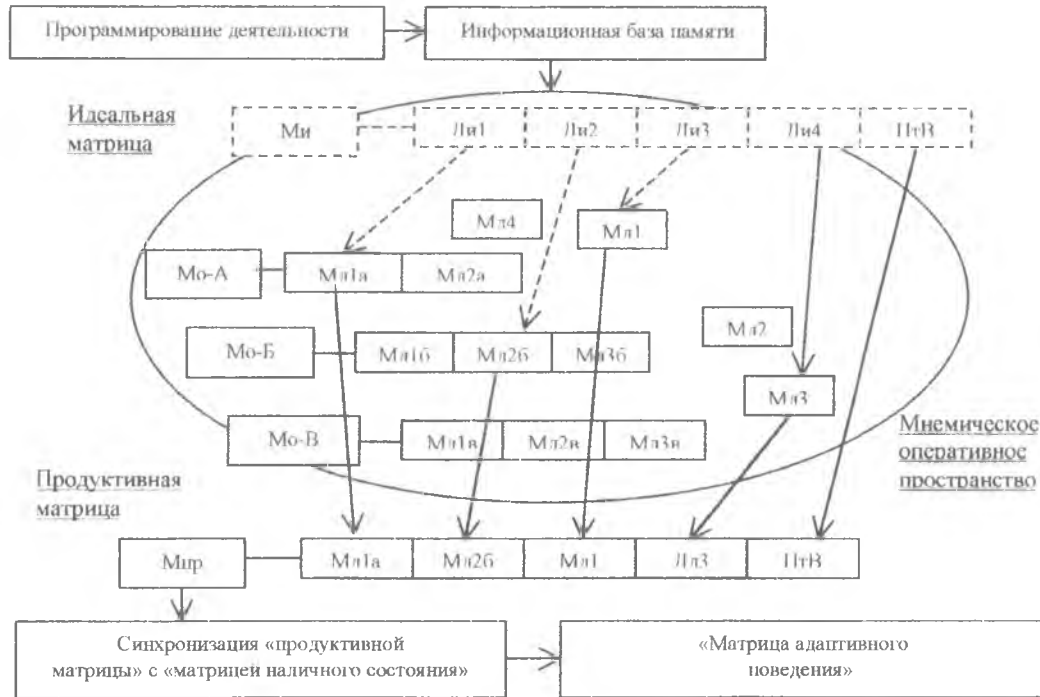 Программирование деятельности
Информационная база памяти
Идеальная
матрица
Ми
Ли1
Ли2
Ли3
Ли4
ПтВ
Мл4
Мл1
Мо-А
Мл1а
Мл2а
Мл2
Мо-Б
Мл1б
Мл2б
Мл3б
Мл3
Мо-В
Мл1в
Мл2в
Мл3в
Мнемическое
оперативное
пространство
Продуктивная
матрица
Мпр
Мл1а
Мл2б
Мл1
Лл3
ПтВ
Синхронизация «продуктивной
матрицы» с «матрицей наличного состояния»
«Матрица адаптивного
поведения»